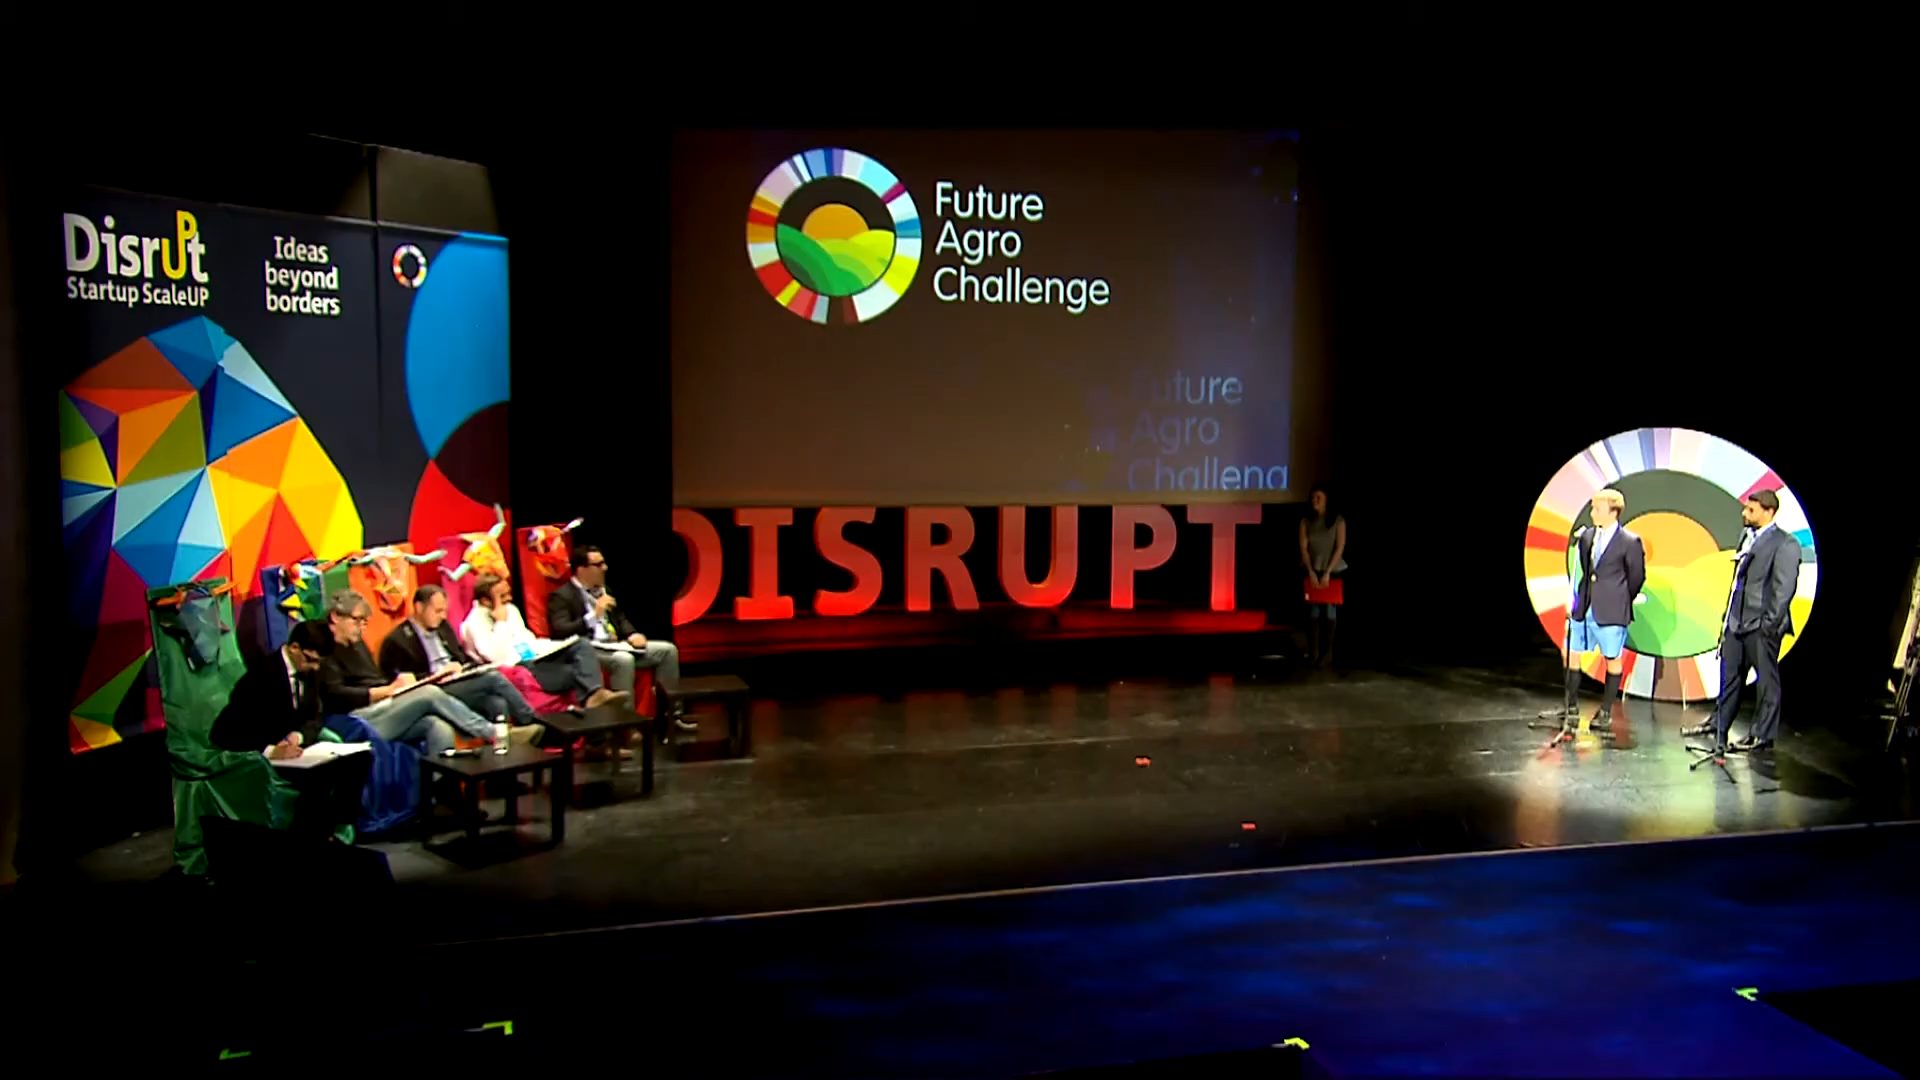 Disrupt
Startup ScaleUP
Ideas
beyond
borders
Future
Agro
Challenge
Future
Agro
Challeng
DISRUPT